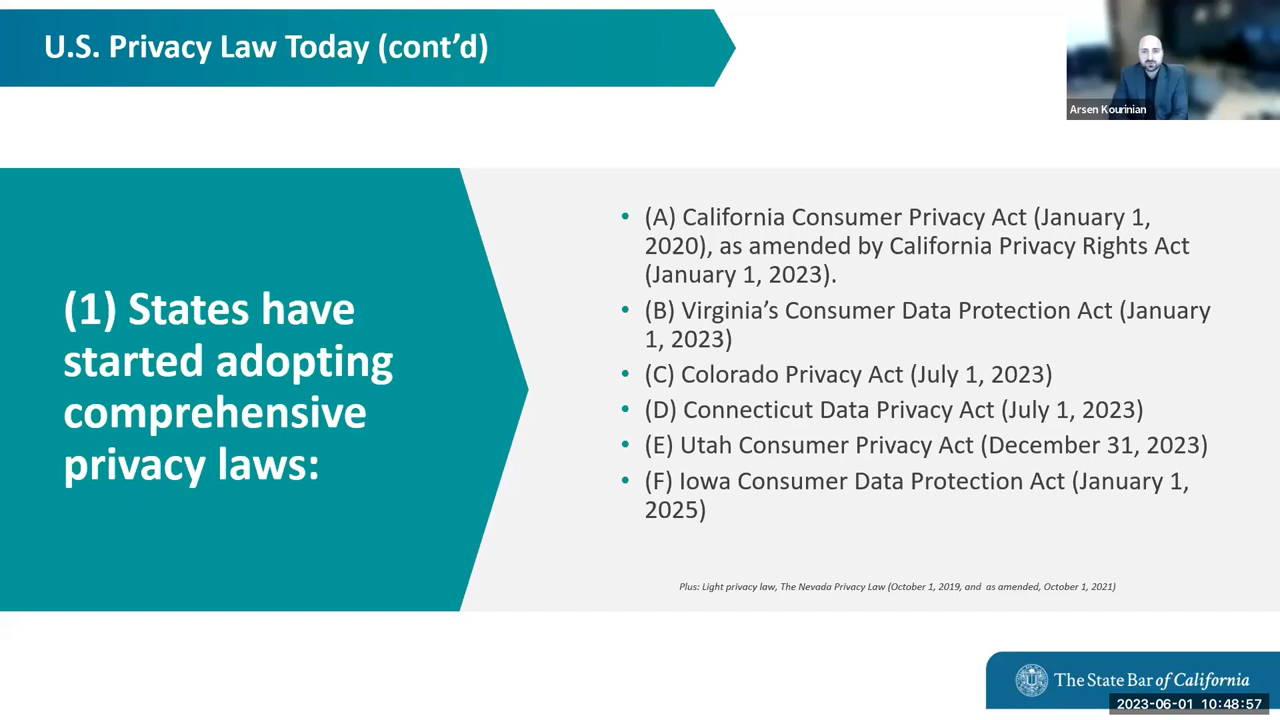 U.S. Privacy Law Today (cont’d)
Arsen Kourinian
(1) States have
started adopting
comprehensive
privacy laws:
• (A) California Consumer Privacy Act (January 1,
2020), as amended by California Privacy Rights Act
(January 1, 2023).
• (B) Virginia’s Consumer Data Protection Act (January
1, 2023)
• (C) Colorado Privacy Act (July 1, 2023)
• (D) Connecticut Data Privacy Act (July 1, 2023)
• (E) Utah Consumer Privacy Act (December 31, 2023)
• (F) Iowa Consumer Data Protection Act (January 1,
2025)
Plus: Light privacy law, The Nevada Privacy Law (October 1, 2019, and as amended, October 1, 2021)
The State Bar of California
2023-06-01 10:48:57